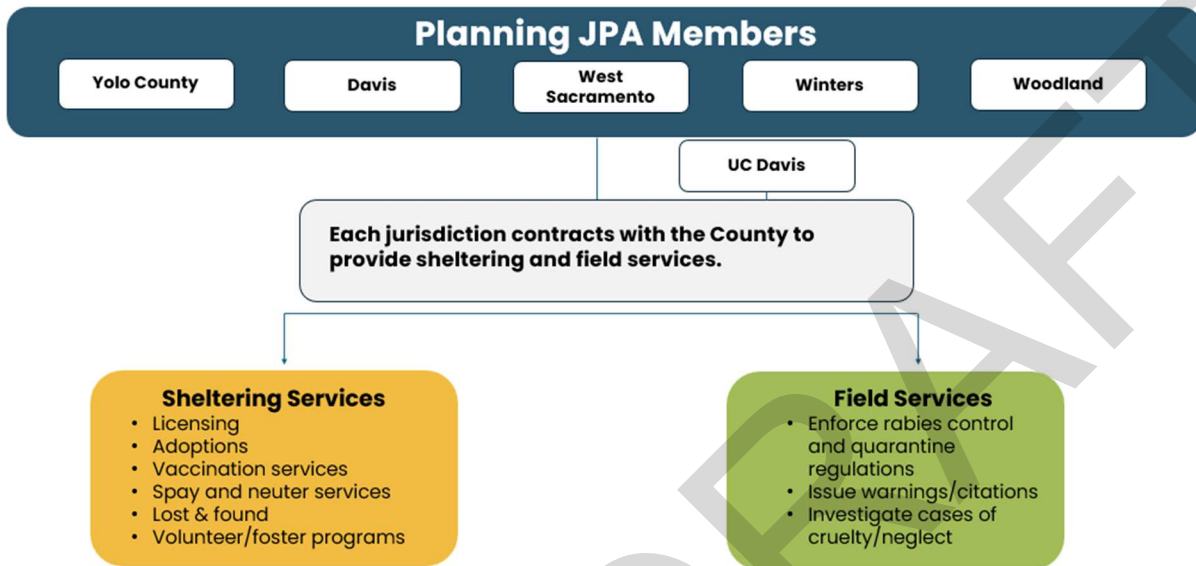 Planning JPA Members
Yolo County
Davis
West
Sacramento
Winters
Woodland
UC Davis
Each jurisdiction contracts with the County to
provide sheltering and field services.
Sheltering Services
• Licensing
• Adoptions
• Vaccination services
• Spay and neuter services
• Lost & found
• Volunteer/foster programs
Field Services
• Enforce rabies control
and quarantine
regulations
• Issue warnings/citations
• Investigate cases of
cruelty/neglect
DRAFT